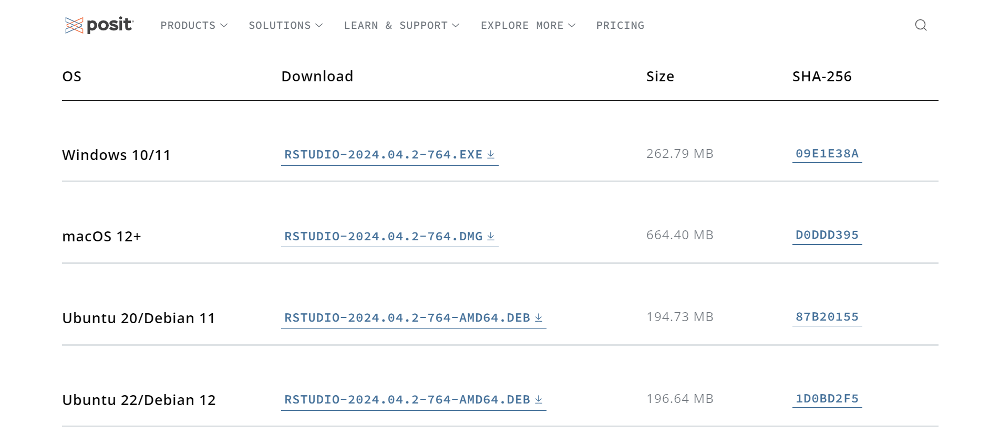 posit PRODUCTS SOLUTIONS LEARN & SUPPORT EXPLORE MORE PRICING
OS Download Size SHA-256
Windows 10/11 RSTUDIO-2024.04.2-764.EXE 262.79 MB 09E1E38A
macOS 12+ RSTUDIO-2024.04.2-764.DMG 664.40 MB D0DDD395
Ubuntu 20/Debian 11 RSTUDIO-2024.04.2-764-AMD64.DEB 194.73 MB 87B20155
Ubuntu 22/Debian 12 RSTUDIO-2024.04.2-764-AMD64.DEB 196.64 MB 1D0BD2F5